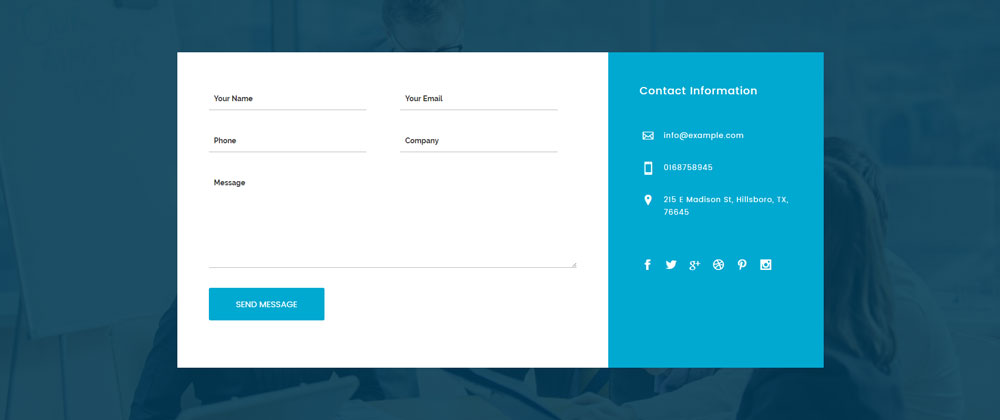 Your Name
Your Email
Phone
Company
Message
SEND MESSAGE
Contact Information
info@example.com
0168758945
215 E Madison St, Hillsboro, TX,
76645